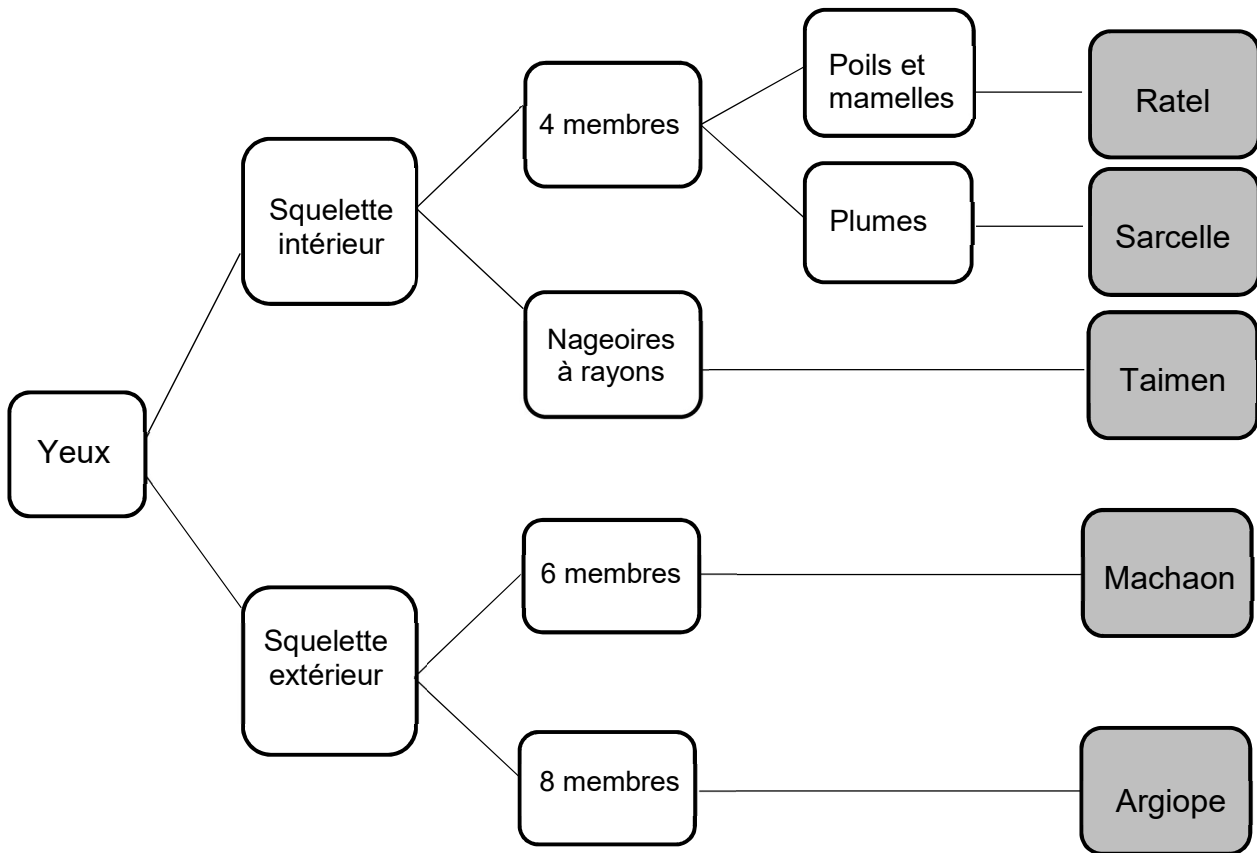 Poils et
mamelles
Ratel
4 membres
Squelette
intérieur
Plumes
Sarcelle
Nageoires
à rayons
Taimen
Yeux
6 membres
Machaon
Squelette
extérieur
8 membres
Argiope